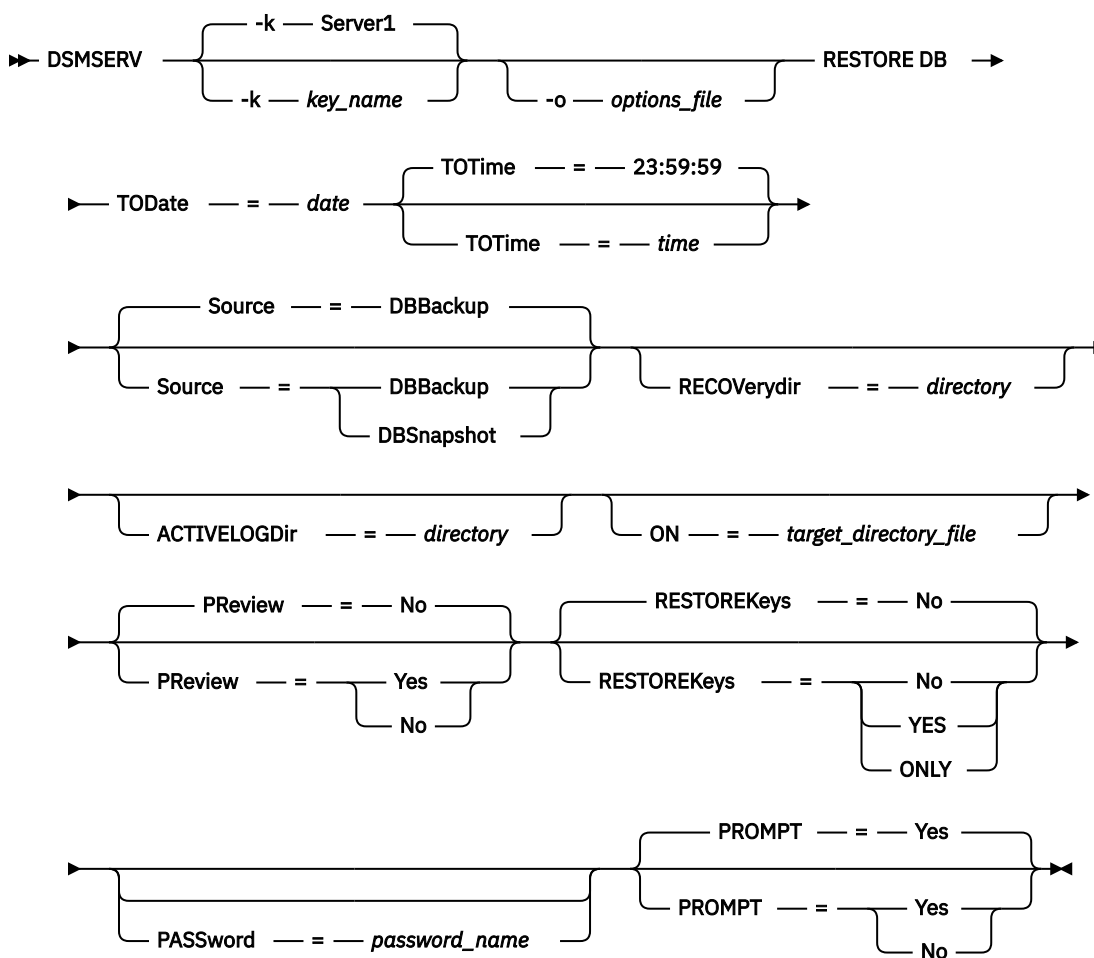 -k Server1
DSMSERV RESTORE DB
-k key_name -o options_file
TOTime = 23:59:59
TODate = date
TOTime = time
Source = DBBackup
Source = DBBackup RECOVerydir = directory
DBSnapshot
ACTIVELOGDir = directory ON = target_directory_file
PReview = No RESTOREKeys = No
PReview = Yes RESTOREKeys = No
No YES
ONLY
PROMPT = Yes
PROMPT = Yes
PASSword = password_name No